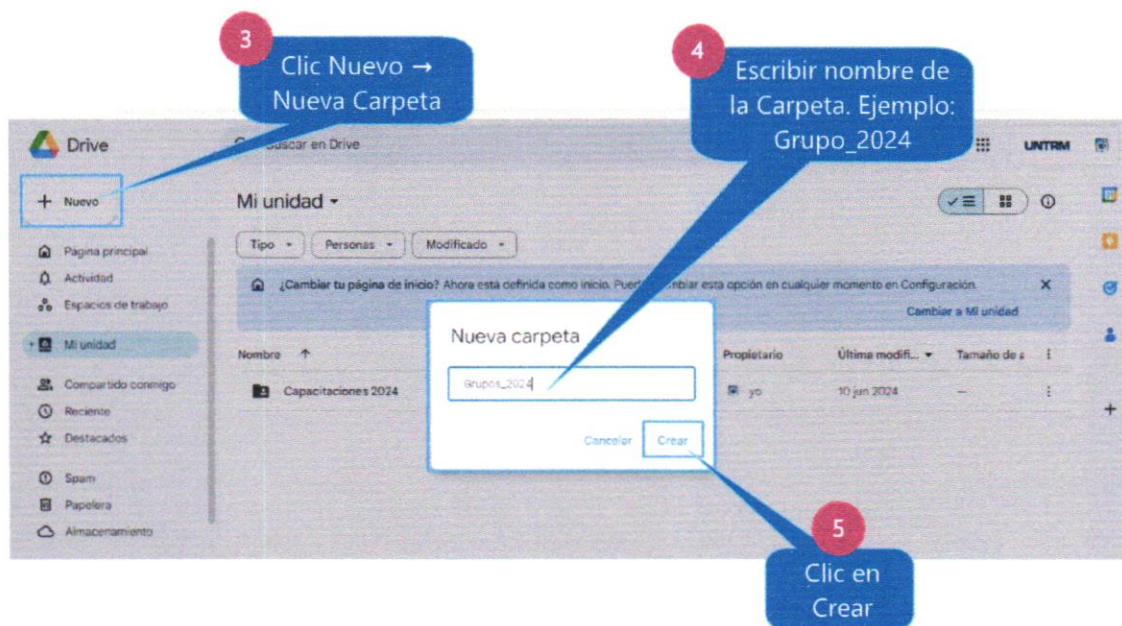 3
Clic Nuevo →
Nueva Carpeta
4
Escribir nombre de
la Carpeta. Ejemplo:
Grupo_2024
Drive
Buscar en Drive
UNTRM
+ Nuevo
Mi unidad
Tipo
Personas
Modificado
Página principal
Actividad
Espacios de trabajo
Mi unidad
Compartido conmigo
Reciente
Destacados
Spam
Papelera
Almacenamiento
¿Cambiar tu página de inicio? Ahora está definida como inicio. esta opción en cualquier momento en Configuración.
Cambiar a Mi unidad
Nombre ↑
Propietario
Última modifi...
Tamaño de a
Capacitaciones 2024
yo
10 jun 2024
—
Nueva carpeta
Grupos_2024
Cancelar
Crear
5
Clic en
Crear